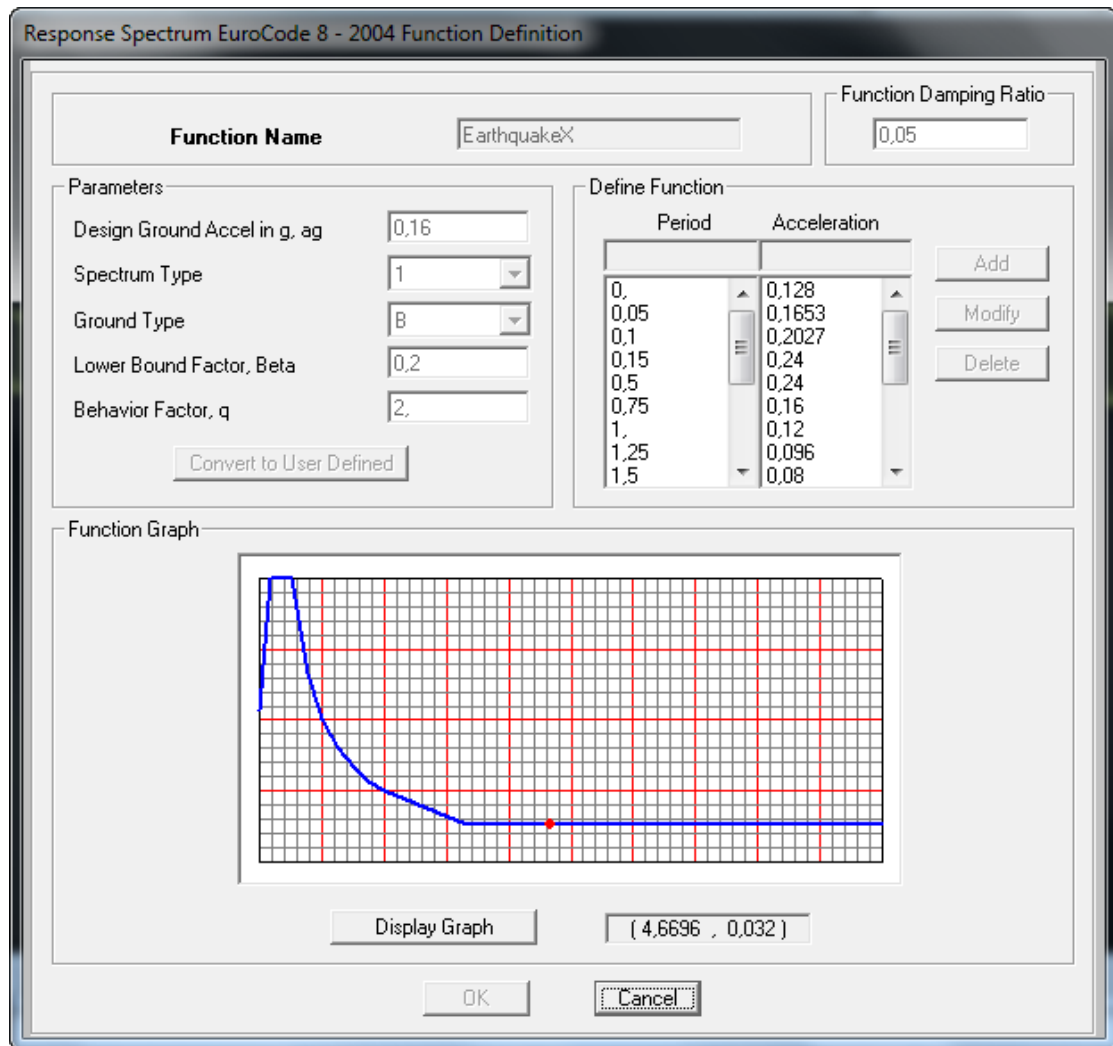 Response Spectrum EuroCode 8 - 2004 Function Definition
Function Name
EarthquakeX
Function Damping Ratio
0,05
Parameters
Design Ground Accel in g, ag
0,16
Spectrum Type
1
Ground Type
B
Lower Bound Factor, Beta
0,2
Behavior Factor, q
2,
Convert to User Defined
Define Function
Period Acceleration
0, 0,128
0,05 0,1653
0,1 0,2027
0,15 0,24
0,5 0,24
0,75 0,16
1, 0,12
1,25 0,096
1,5 0,08
Add
Modify
Delete
Function Graph
Display Graph
( 4,6696 , 0,032 )
OK
Cancel